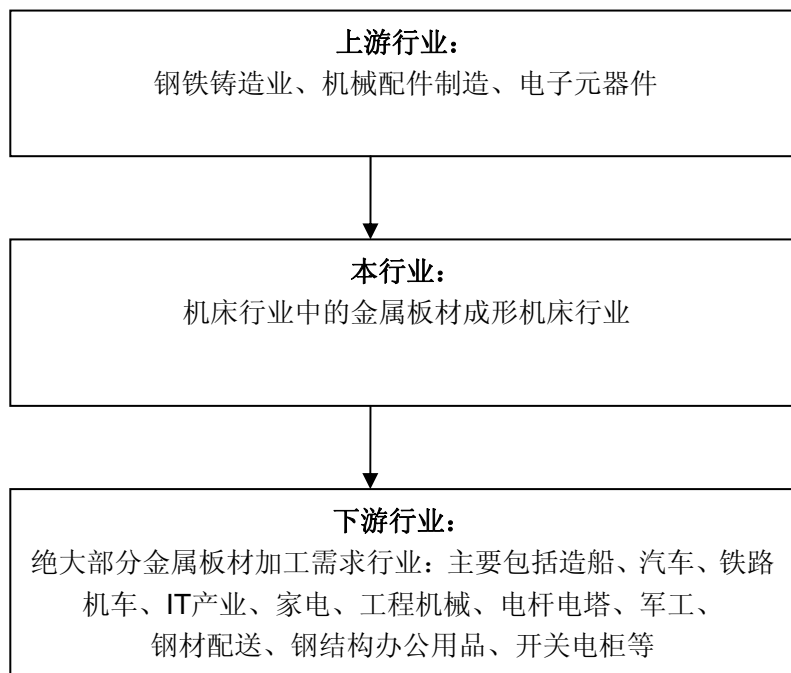 上游行业：
钢铁铸造业、机械配件制造、电子元器件
本行业：
机床行业中的金属板材成形机床行业
下游行业：
绝大部分金属板材加工需求行业：主要包括造船、汽车、铁路
机车、IT产业、家电、工程机械、电杆电塔、军工、
钢材配送、钢结构办公用品、开关电柜等